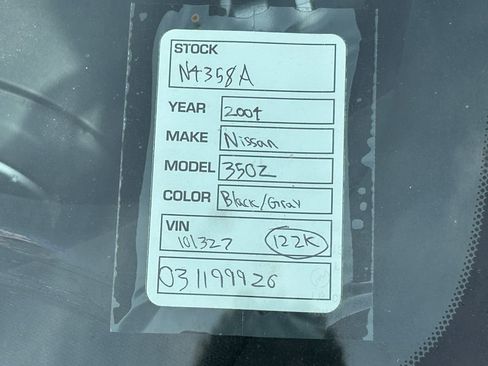 STOCK
N4358A
YEAR 2004
MAKE Nissan
MODEL 350Z
COLOR Black/Gray
VIN
101327 122K
031199926